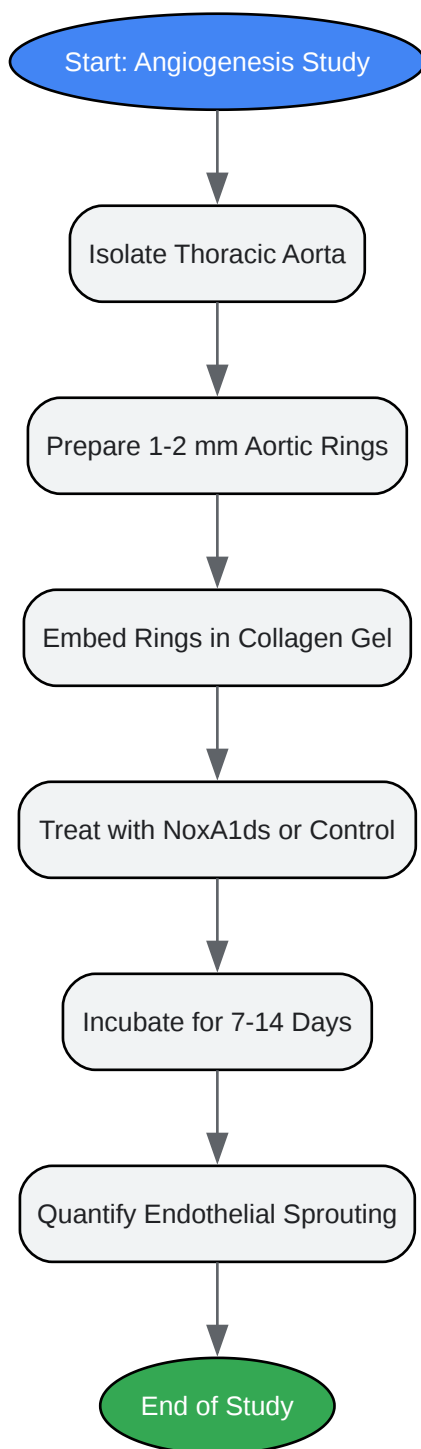 Start: Angiogenesis Study
Isolate Thoracic Aorta
Prepare 1-2 mm Aortic Rings
Embed Rings in Collagen Gel
Treat with NoxA1ds or Control
Incubate for 7-14 Days
Quantify Endothelial Sprouting
End of Study